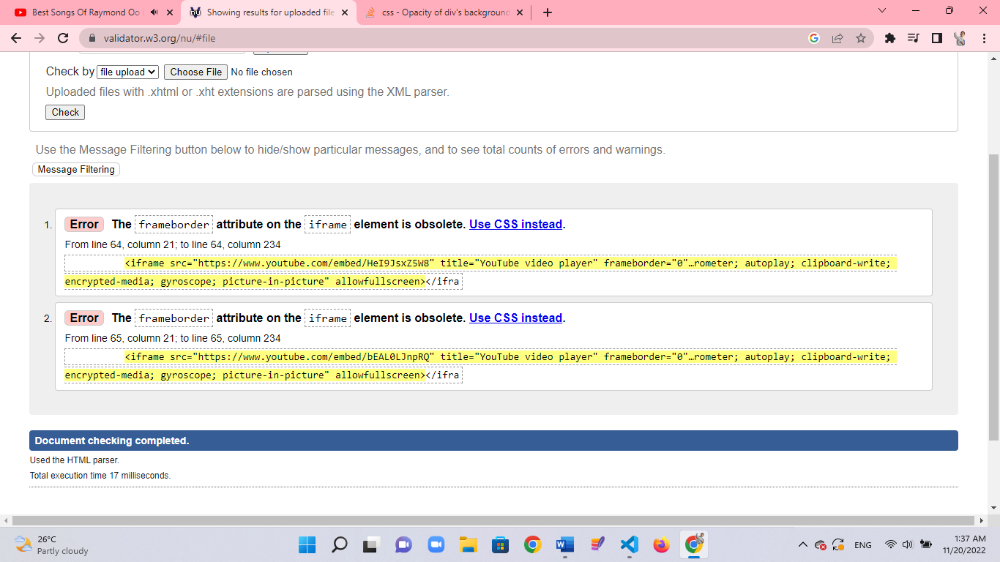 Best Songs Of Raymond Oo
Showing results for uploaded file
css - Opacity of div's background
validator.w3.org/nu/#file
Check by file upload Choose File No file chosen
Uploaded files with .xhtml or .xht extensions are parsed using the XML parser.
Check
Use the Message Filtering button below to hide/show particular messages, and to see total counts of errors and warnings.
Message Filtering
1. Error The frameborder attribute on the iframe element is obsolete. Use CSS instead.
From line 64, column 21; to line 64, column 234
<iframe src="https://www.youtube.com/embed/HeI9JsxZ5W8" title="YouTube video player" frameborder="0"…rometer; autoplay; clipboard-write;
encrypted-media; gyroscope; picture-in-picture" allowfullscreen></ifra
2. Error The frameborder attribute on the iframe element is obsolete. Use CSS instead.
From line 65, column 21; to line 65, column 234
<iframe src="https://www.youtube.com/embed/bEAL0LJnpRQ" title="YouTube video player" frameborder="0"…rometer; autoplay; clipboard-write;
encrypted-media; gyroscope; picture-in-picture" allowfullscreen></ifra
Document checking completed.
Used the HTML parser.
Total execution time 17 milliseconds.
26°C
Partly cloudy
ENG
1:37 AM
11/20/2022